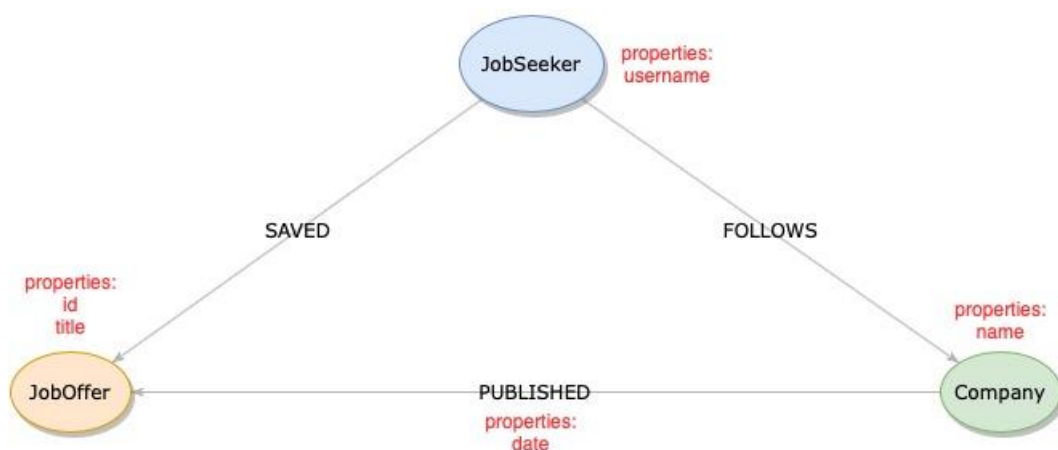 JobSeeker
properties:
username
SAVED
FOLLOWS
properties:
id
title
properties:
name
JobOffer
PUBLISHED
Company
properties:
date